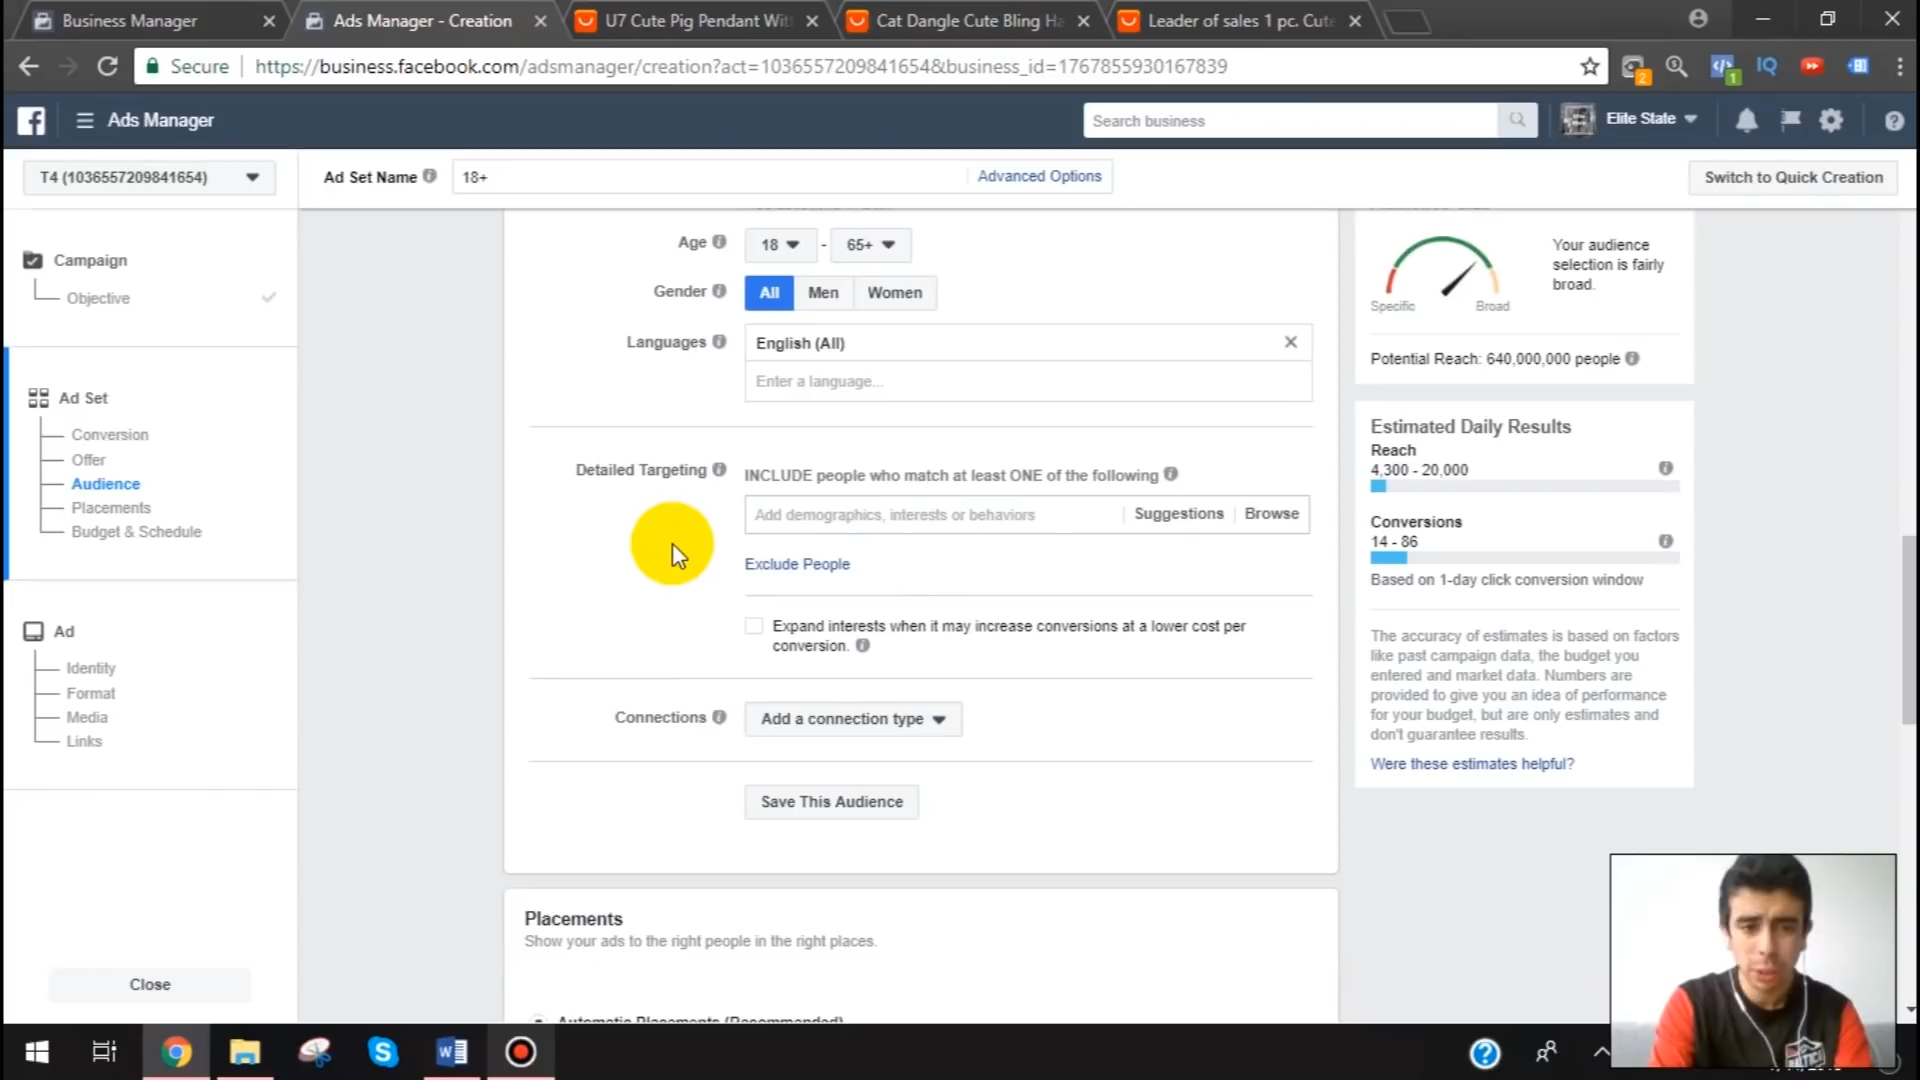 Business Manager
Ads Manager - Creation
U7 Cute Pig Pendant Wit
Cat Dangle Cute Bling Ha
Leader of sales 1 pc. Cute
Secure
https://business.facebook.com/adsmanager/creation?act=1036557209841654&business_id=1767855930167839
2
1
IQ
Ads Manager
Search business
Elite State
T4 (1036557209841654)
Ad Set Name
18+
Advanced Options
Switch to Quick Creation
Campaign
Objective
Ad Set
Conversion
Offer
Audience
Placements
Budget & Schedule
Ad
Identity
Format
Media
Links
Close
Age
18
-
65+
Gender
All
Men
Women
Languages
English (All)
Enter a language...
Detailed Targeting
INCLUDE people who match at least ONE of the following
Add demographics, interests or behaviors
Suggestions
Browse
Exclude People
Expand interests when it may increase conversions at a lower cost per
conversion.
Connections
Add a connection type
Save This Audience
Placements
Show your ads to the right people in the right places.
Automatic Placements (Recommended)
Specific
Broad
Your audience
selection is fairly
broad.
Potential Reach: 640,000,000 people
Estimated Daily Results
Reach
4,300 - 20,000
Conversions
14 - 86
Based on 1-day click conversion window
The accuracy of estimates is based on factors
like past campaign data, the budget you
entered and market data. Numbers are
provided to give you an idea of performance
for your budget, but are only estimates and
don't guarantee results.
Were these estimates helpful?